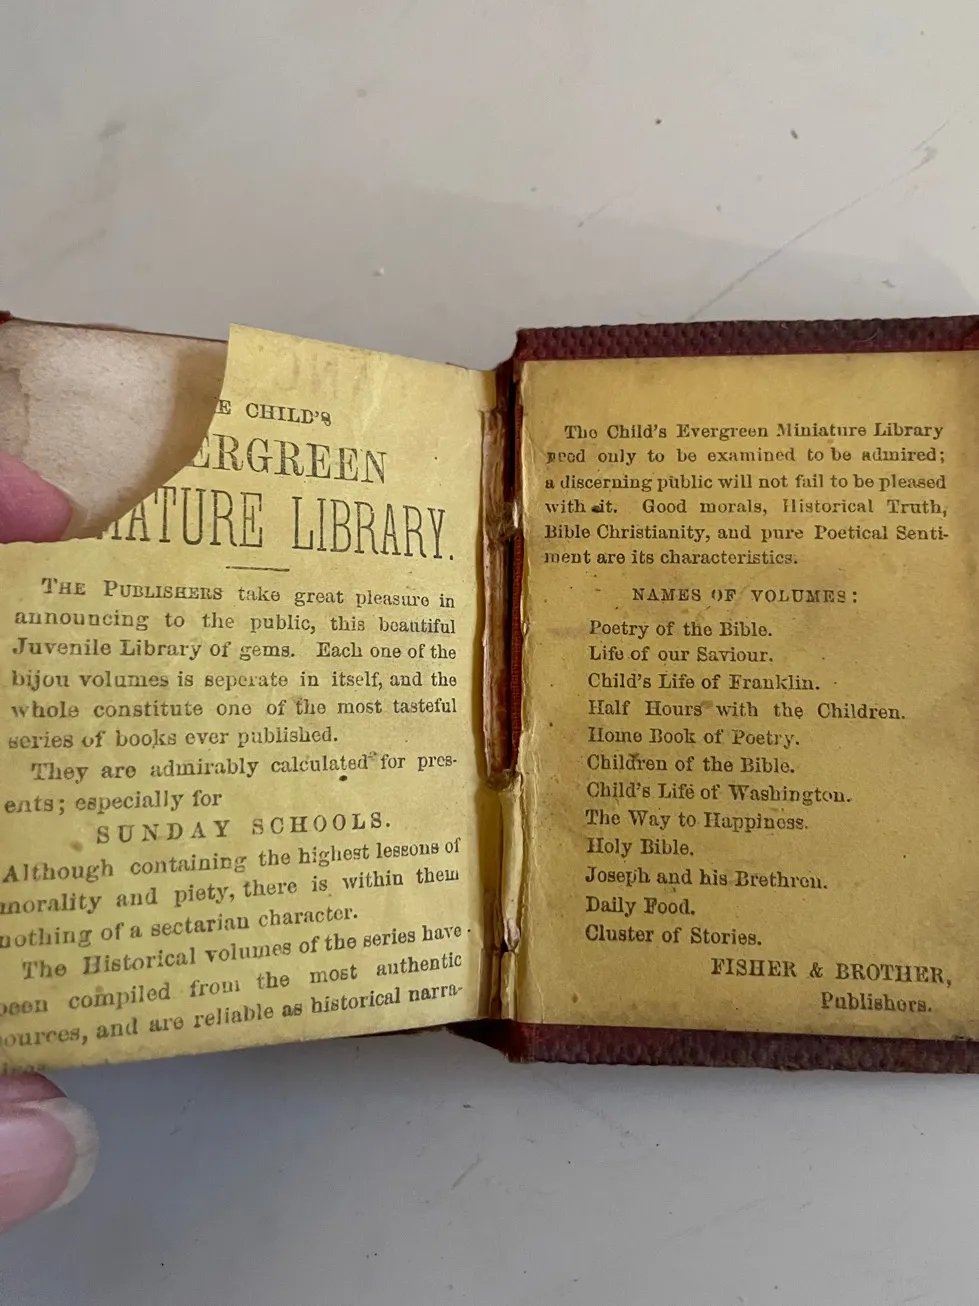 E CHILD'S
ERGREEN
ATURE LIBRARY.
THE PUBLISHERS take great pleasure in
announcing to the public, this beautiful
Juvenile Library of gems. Each one of the
bijou volumes is seperate in itself, and the
whole constitute one of the most tasteful
series of books ever published.
They are admirably calculated for pres-
ents; especially for
SUNDAY SCHOOLS.
Although containing the highest lessons of
morality and piety, there is within them
nothing of a sectarian character.
The Historical volumes of the series have
been compiled from the most authentic
ources, and are reliable as historical narra-
The Child's Evergreen Miniature Library
need only to be examined to be admired;
a discerning public will not fail to be pleased
with it. Good morals, Historical Truth,
Bible Christianity, and pure Poetical Senti-
ment are its characteristics.
NAMES OF VOLUMES:
Poetry of the Bible.
Life of our Saviour.
Child's Life of Franklin.
Half Hours with the Children.
Home Book of Poetry.
Children of the Bible.
Child's Life of Washington.
The Way to Happiness.
Holy Bible.
Joseph and his Brethren.
Daily Food.
Cluster of Stories.
FISHER & BROTHER,
Publishers.